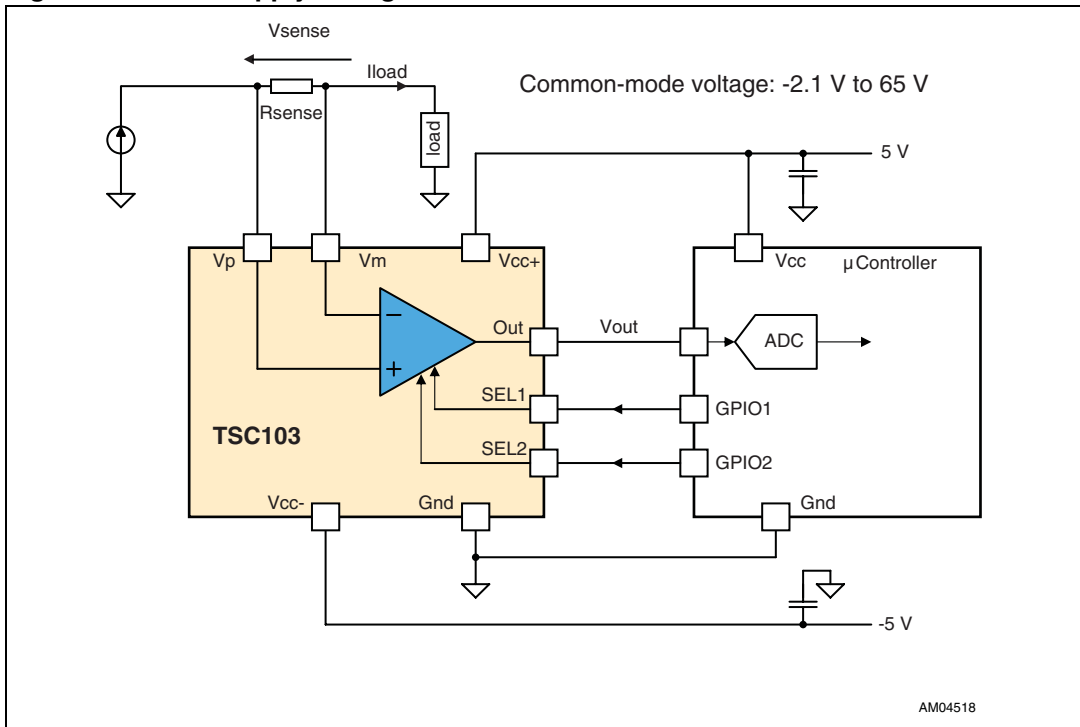 Vsense
Iload
Rsense
load
Common-mode voltage: -2.1 V to 65 V
5 V
Vp
Vm
Vcc+
Vcc
µController
Out
Vout
ADC
SEL1
GPIO1
TSC103
SEL2
GPIO2
Vcc-
Gnd
Gnd
-5 V
AM04518